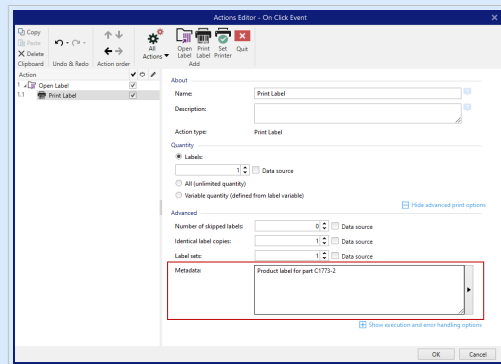 Actions Editor - On Click Event
Copy
Paste
Delete
Clipboard
Undo & Redo
Action order
All Actions
Open Label
Print Label
Set Printer
Quit
Add
Action
1 Open Label
1.1 Print Label
About
Name:
Print Label
Description:
Action type:
Print Label
Quantity
Labels:
1
Data source
All (unlimited quantity)
Variable quantity (defined from label variable)
Hide advanced print options
Advanced
Number of skipped labels:
0
Data source
Identical label copies:
1
Data source
Label sets:
1
Data source
Metadata:
Product label for part C1773-2
Show execution and error handling options
OK
Cancel